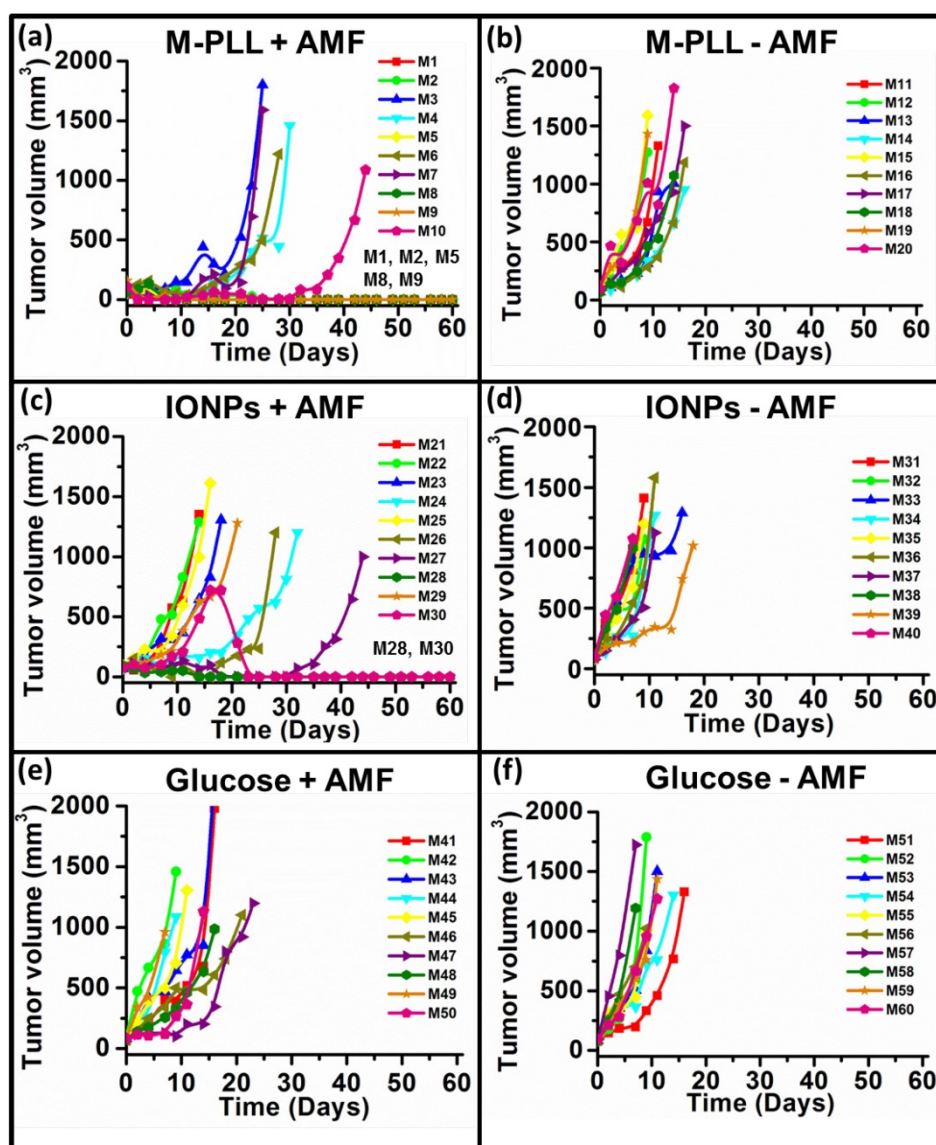 (a) M-PLL + AMF
Tumor volume (mm³)
2000
1500
1000
500
0
M1
M2
M3
M4
M5
M6
M7
M8
M9
M10
M1, M2, M5
M8, M9
0 10 20 30 40 50 60
Time (Days)
(b) M-PLL - AMF
Tumor volume (mm³)
2000
1500
1000
500
0
M11
M12
M13
M14
M15
M16
M17
M18
M19
M20
0 10 20 30 40 50 60
Time (Days)
(c) IONPs + AMF
Tumor volume (mm³)
2000
1500
1000
500
0
M21
M22
M23
M24
M25
M26
M27
M28
M29
M30
M28, M30
0 10 20 30 40 50 60
Time (Days)
(d) IONPs - AMF
Tumor volume (mm³)
2000
1500
1000
500
0
M31
M32
M33
M34
M35
M36
M37
M38
M39
M40
0 10 20 30 40 50 60
Time (Days)
(e) Glucose + AMF
Tumor volume (mm³)
2000
1500
1000
500
0
M41
M42
M43
M44
M45
M46
M47
M48
M49
M50
0 10 20 30 40 50 60
Time (Days)
(f) Glucose - AMF
Tumor volume (mm³)
2000
1500
1000
500
0
M51
M52
M53
M54
M55
M56
M57
M58
M59
M60
0 10 20 30 40 50 60
Time (Days)